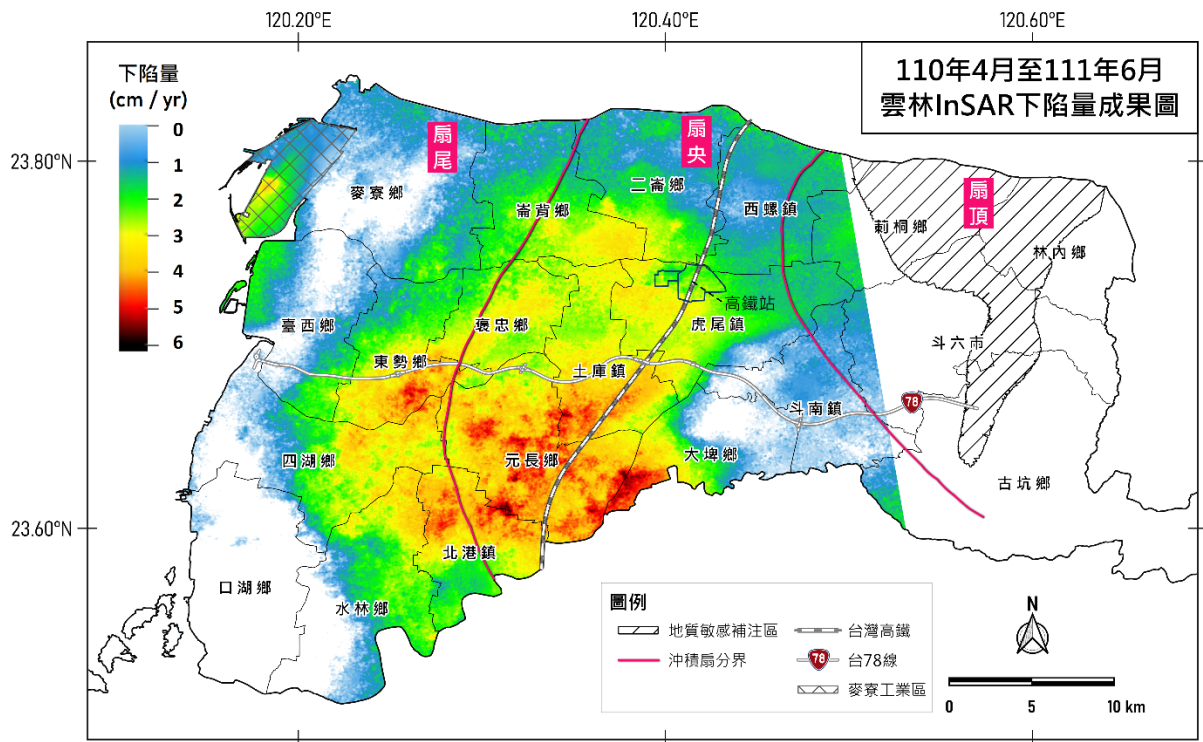 120.20°E
120.40°E
120.60°E
110年4月至111年6月
雲林InSAR下陷量成果圖
下陷量
(cm / yr)
0
1
2
3
4
5
6
23.80°N
23.60°N
扇尾
扇央
扇頂
麥寮鄉
崙背鄉
二崙鄉
西螺鎮
莿桐鄉
林內鄉
高鐵站
臺西鄉
褒忠鄉
虎尾鎮
斗六市
東勢鄉
土庫鎮
斗南鎮
78
四湖鄉
元長鄉
大埤鄉
古坑鄉
北港鎮
口湖鄉
水林鄉
圖例
地質敏感補注區
台灣高鐵
沖積扇分界
78
台78線
麥寮工業區
N
0
5
10 km